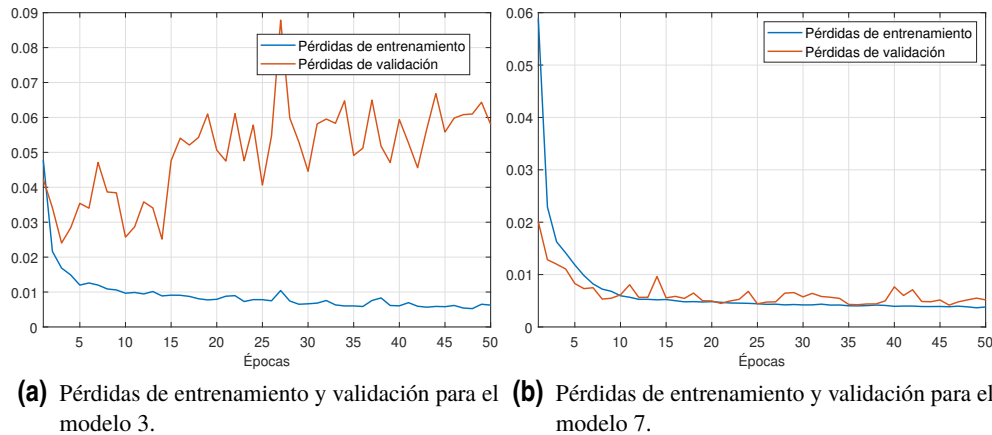 0.09
0.08
0.07
0.06
0.05
0.04
0.03
0.02
0.01
0
5 10 15 20 25 30 35 40 45 50
Épocas
Pérdidas de entrenamiento
Pérdidas de validación
(a) Pérdidas de entrenamiento y validación para el
modelo 3.
0.06
0.05
0.04
0.03
0.02
0.01
0
5 10 15 20 25 30 35 40 45 50
Épocas
Pérdidas de entrenamiento
Pérdidas de validación
(b) Pérdidas de entrenamiento y validación para el
modelo 7.